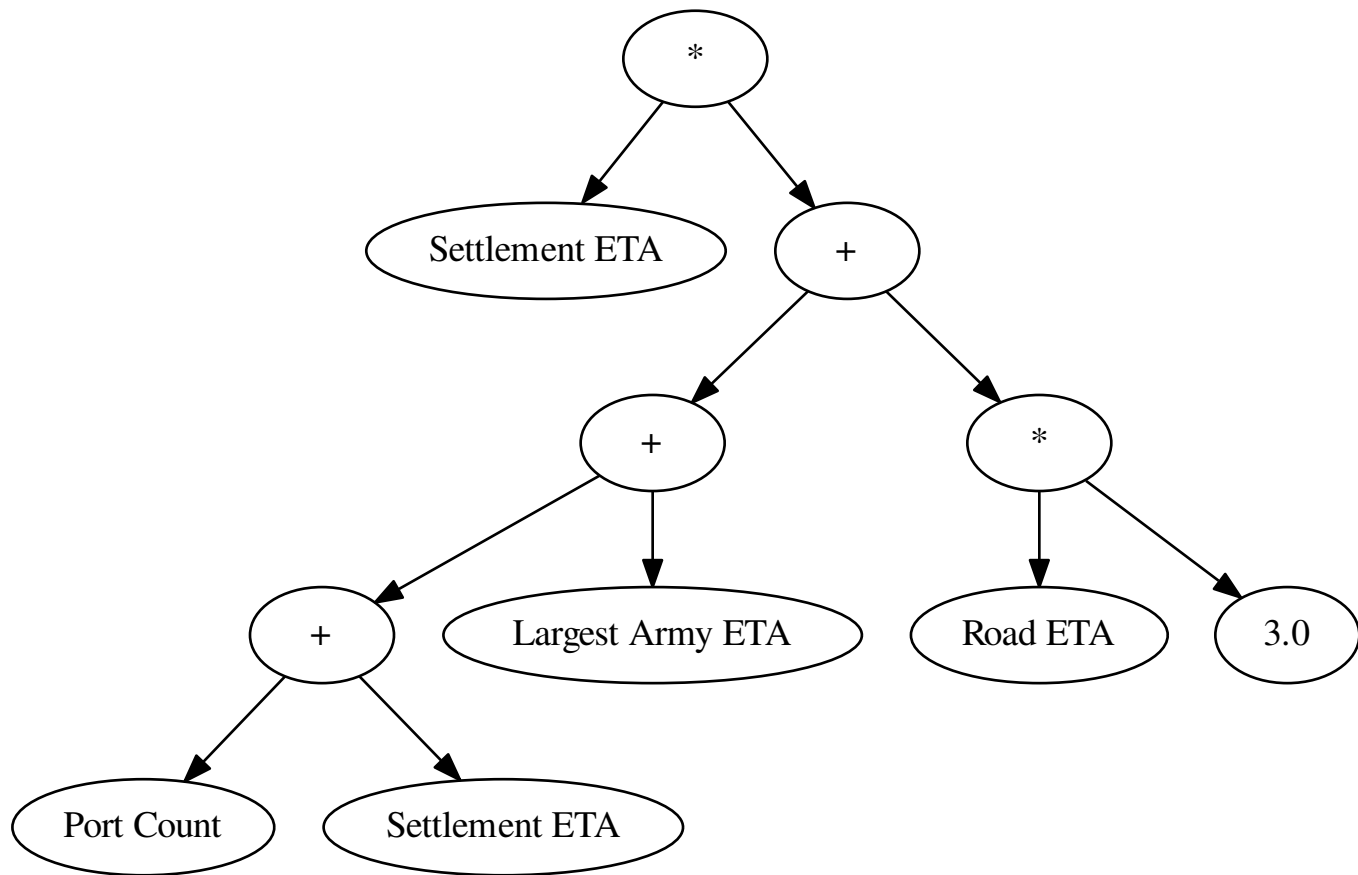 *
Settlement ETA
+
+
*
+
Largest Army ETA
Road ETA
3.0
Port Count
Settlement ETA